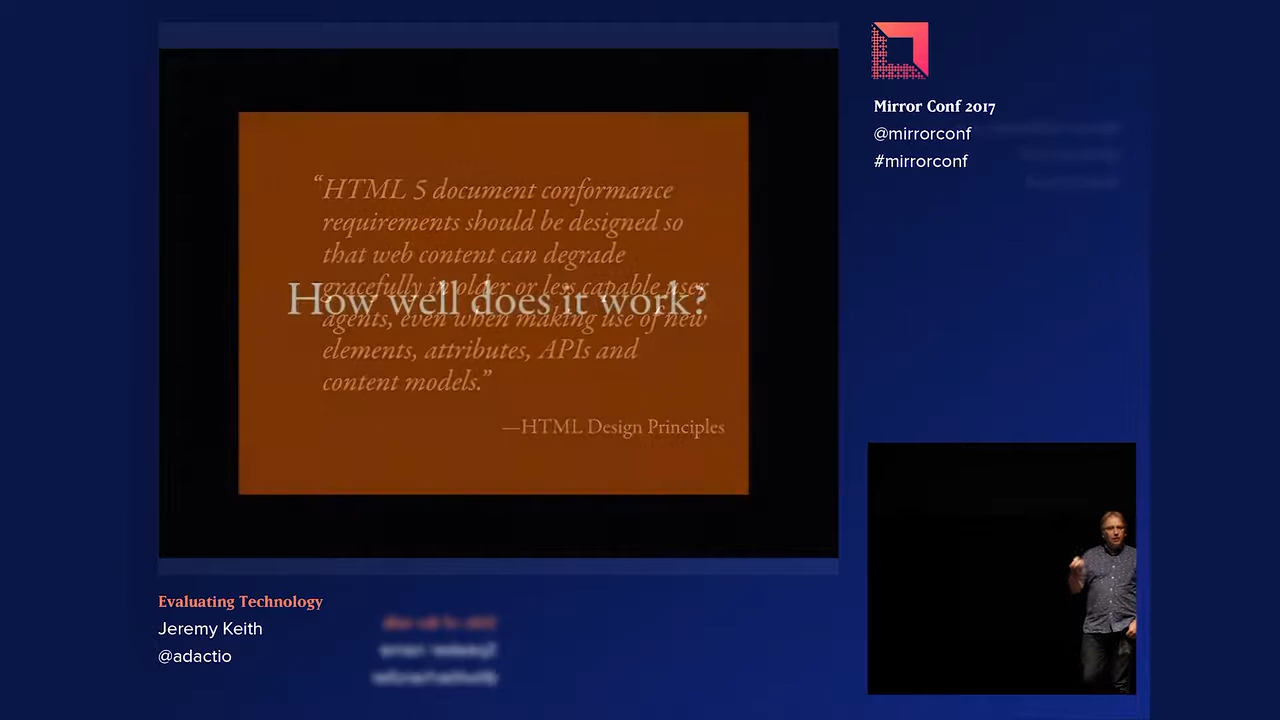 “HTML 5 document conformance
requirements should be designed so
that web content can degrade
gracefully in older or less capable user
How well does it work?
agents, even when making use of new
elements, attributes, APIs and
content models.”
—HTML Design Principles
Mirror Conf 2017
@mirrorconf
#mirrorconf
Evaluating Technology
Jeremy Keith
@adactio